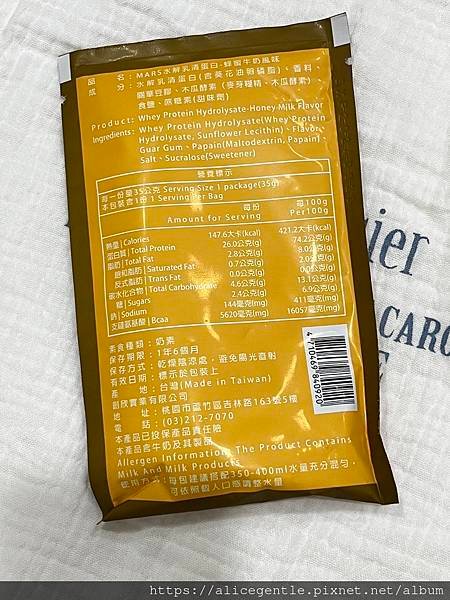 品　名：MARS水解乳清蛋白-蜂蜜牛奶風味
成　分：水解乳清蛋白(含葵花油卵磷脂)、香料、
關華豆膠、木瓜酵素（麥芽糊精、木瓜酵素）、
食鹽、蔗糖素(甜味劑)
Product: Whey Protein Hydrolysate-Honey Milk Flavor
Ingredients: Whey Protein Hydrolysate(Whey Protein
Hydrolysate, Sunflower Lecithin)、Flavor、
Guar Gum、Papain(Maltodextrin, Papain)、
Salt、Sucralose(Sweetener)
營養標示
每一份量35公克 Serving Size 1 package(35g)
本包裝含1份 1 Serving Per Bag
每份 每100g
Amount for Serving Per100g
熱量|Calories 147.6大卡(kcal) 421.2大卡(kcal)
蛋白質|Total Protein 26.0公克(g) 74.2公克(g)
脂肪|Total Fat 2.8公克(g) 8.0公克(g)
飽和脂肪|Saturated Fat 0.7公克(g) 2.0公克(g)
反式脂肪|Trans Fat 0.0公克(g) 0.0公克(g)
碳水化合物|Total Carbohydrate 4.6公克(g) 13.1公克(g)
糖|Sugars 2.4公克(g) 6.9公克(g)
鈉|Sodium 144毫克(mg) 411毫克(mg)
支鏈氨基酸|Bcaa 5620毫克(mg) 16057毫克(mg)
素食種類：奶素
保存期限：1年6個月
保存方式：乾燥陰涼處，避免陽光直射
有效日期：標示於包裝上
產　地：台灣(Made in Taiwan)
創欣實業有限公司
地　址：桃園市蘆竹區吉林路163號5樓
電　話：(03)212-7070
本產品已投保產品責任險
本產品含牛奶及其製品
Allergen Information: The Product Contains
Milk And Milk Products
使用方式：每包建議搭配350-400ml水量充分混勻，
可依照個人口感調整水量
4710469840920
ier
CARO
E
https://alicegentle.pixnet.net/album